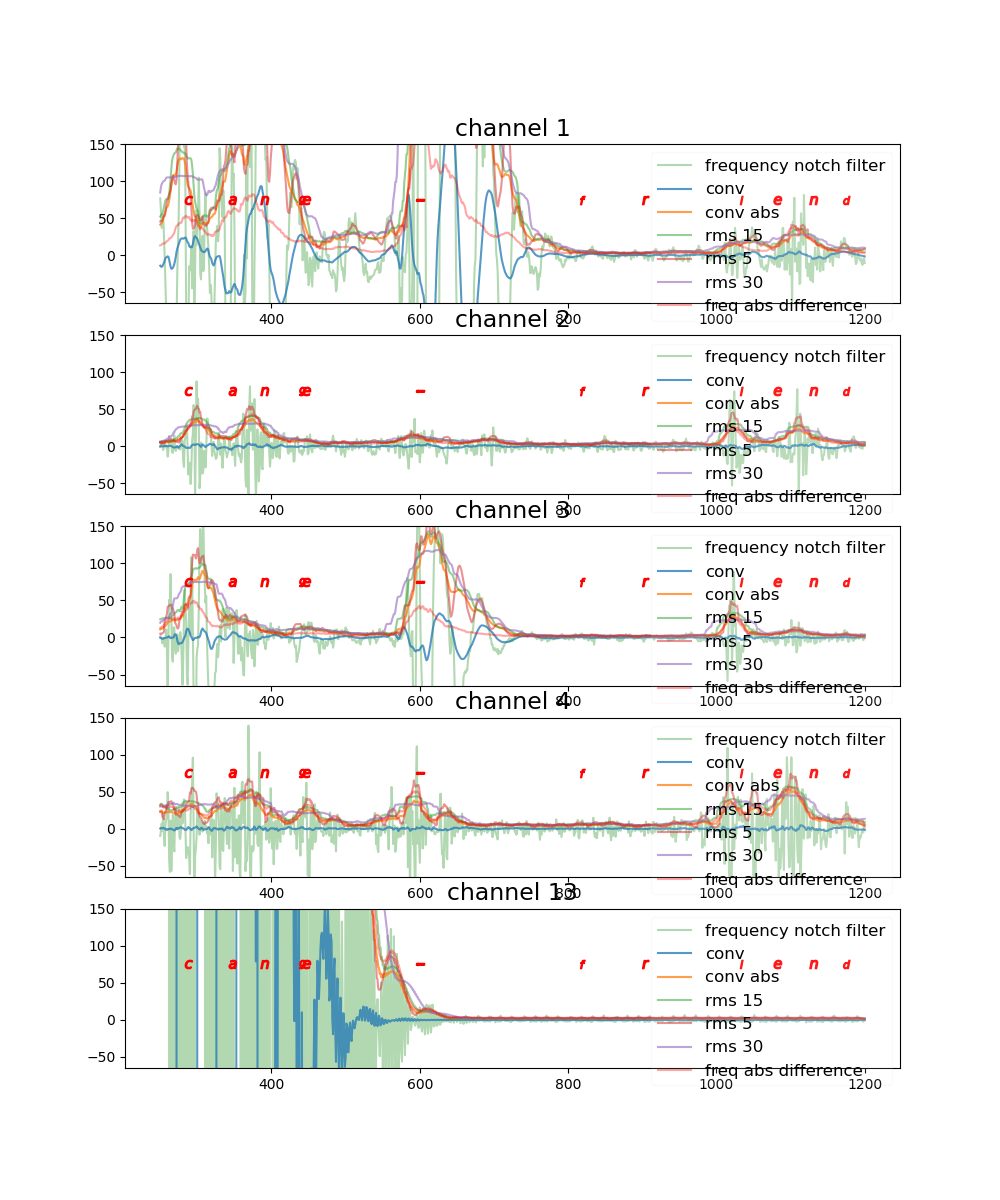 channel 1
150
100
50
0
−50
400
600
800
1000
1200
c a n æ – f r i e n d
frequency notch filter
conv
conv abs
rms 15
rms 5
rms 30
freq abs difference
channel 2
150
100
50
0
−50
400
600
800
1000
1200
c a n æ – f r i e n d
frequency notch filter
conv
conv abs
rms 15
rms 5
rms 30
freq abs difference
channel 3
150
100
50
0
−50
400
600
800
1000
1200
c a n æ – f r i e n d
frequency notch filter
conv
conv abs
rms 15
rms 5
rms 30
freq abs difference
channel 4
150
100
50
0
−50
400
600
800
1000
1200
c a n æ – f r i e n d
frequency notch filter
conv
conv abs
rms 15
rms 5
rms 30
freq abs difference
channel 13
150
100
50
0
−50
400
600
800
1000
1200
c a n æ – f r i e n d
frequency notch filter
conv
conv abs
rms 15
rms 5
rms 30
freq abs difference